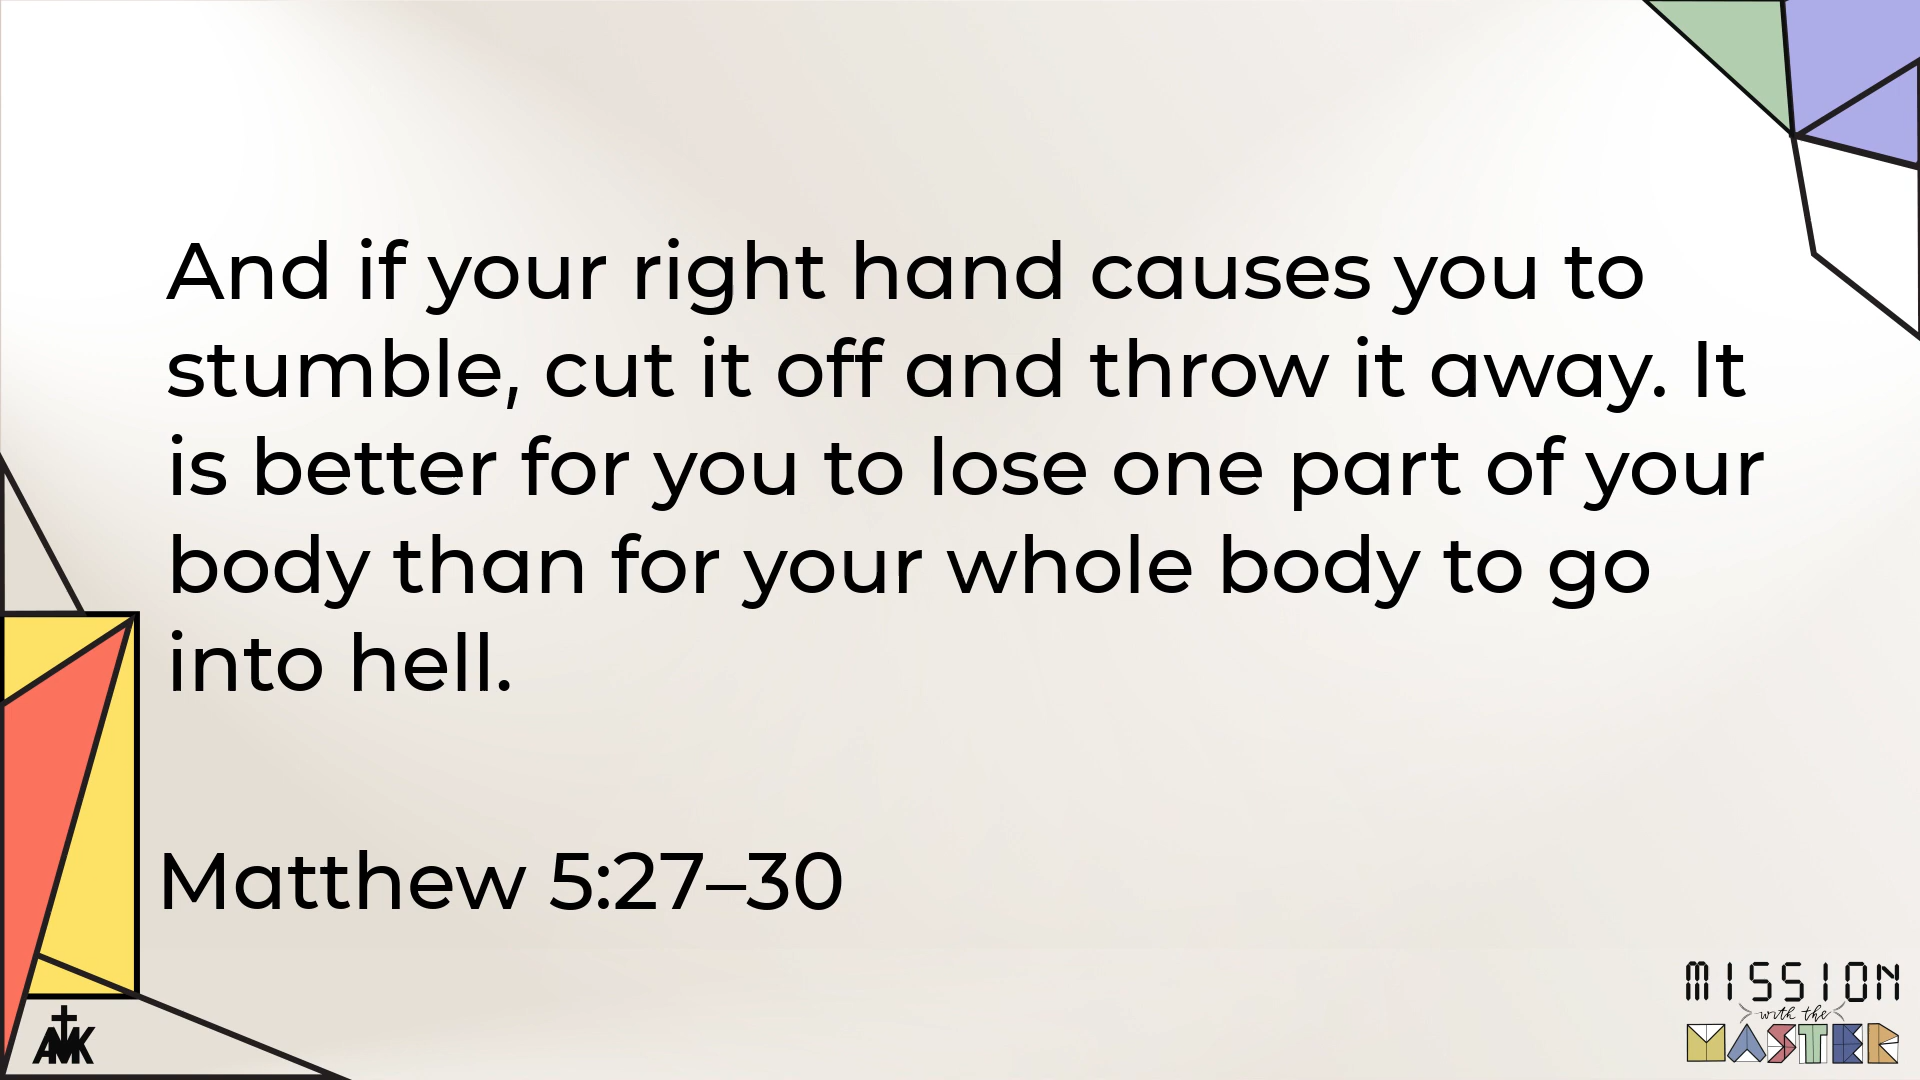 And if your right hand causes you to
stumble, cut it off and throw it away. It
is better for you to lose one part of your
body than for your whole body to go
into hell.
Matthew 5:27–30
MISSION
with the
MASTER
AMK